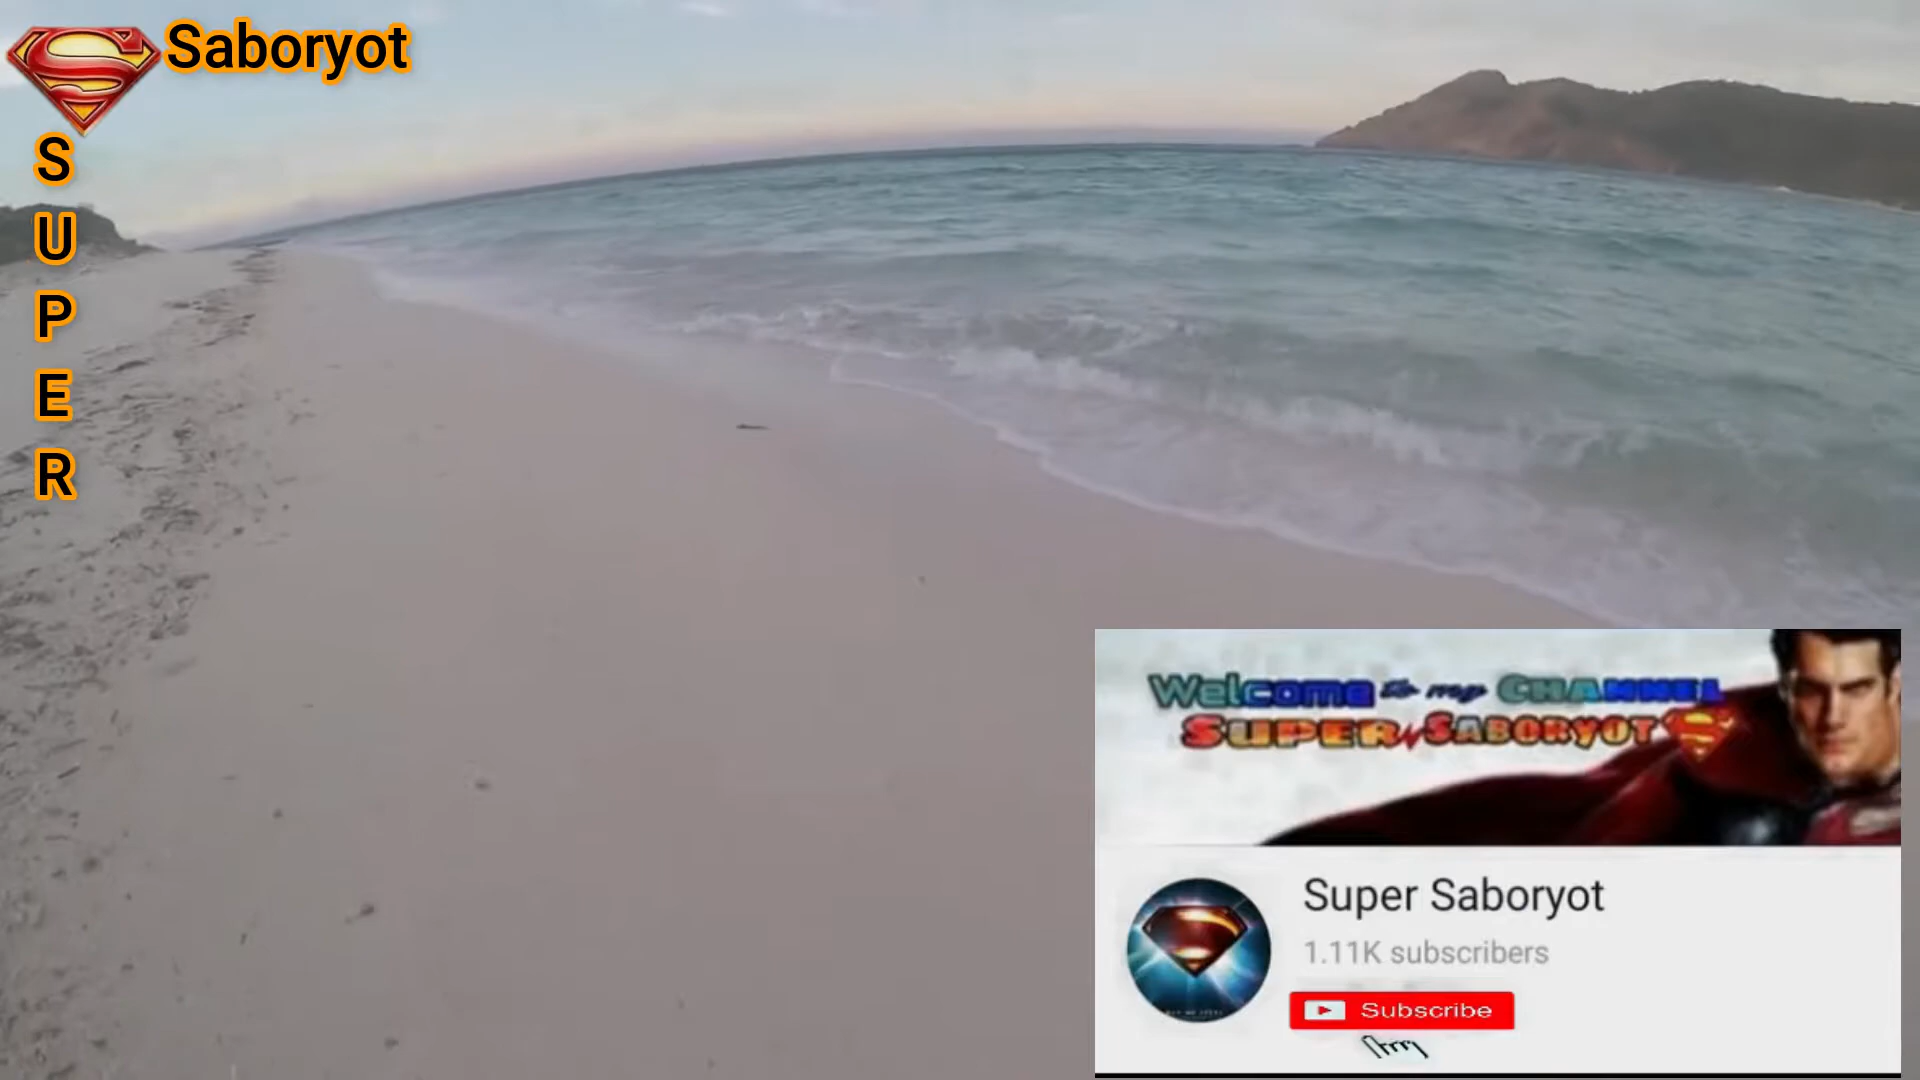 Saboryot
S
U
P
E
R
Welcome to my CHANNEL
SUPER SABORYOT
Super Saboryot
1.11K subscribers
Subscribe